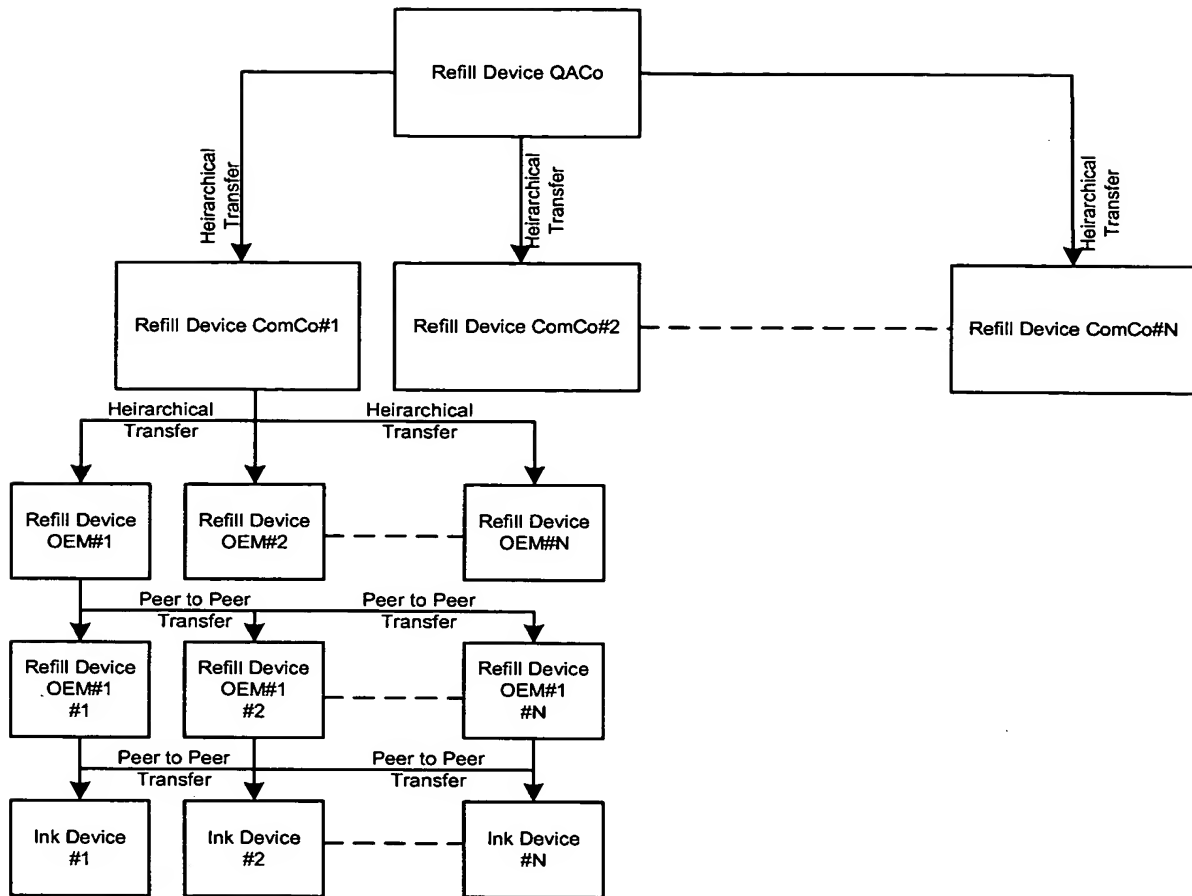 Refill Device QACo
Heirarchical
Transfer
Heirarchical
Transfer
Heirarchical
Transfer
Refill Device ComCo#1
Refill Device ComCo#2
Refill Device ComCo#N
Heirarchical
Transfer
Heirarchical
Transfer
Refill Device
OEM#1
Refill Device
OEM#2
Refill Device
OEM#N
Peer to Peer
Transfer
Peer to Peer
Transfer
Refill Device
OEM#1
#1
Refill Device
OEM#1
#2
Refill Device
OEM#1
#N
Peer to Peer
Transfer
Peer to Peer
Transfer
Ink Device
#1
Ink Device
#2
Ink Device
#N